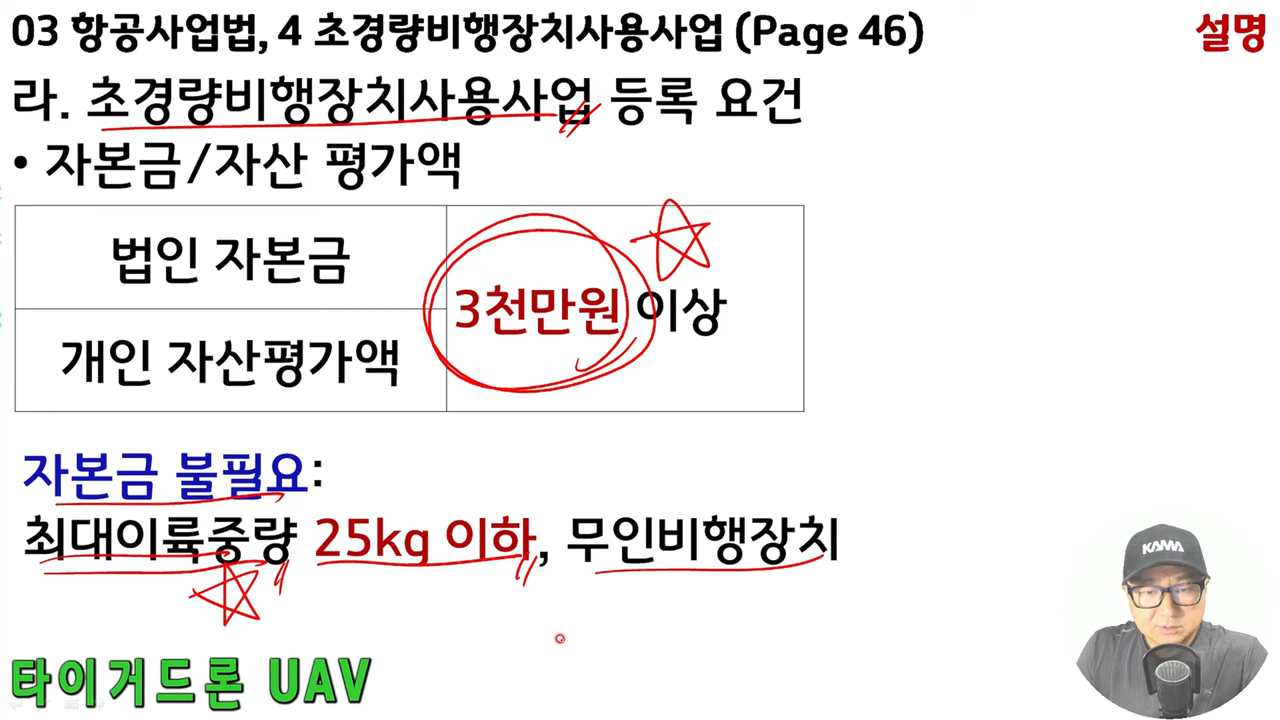 03 항공사업법, 4 초경량비행장치사용사업 (Page 46)
설명
라. 초경량비행장치사용사업 등록 요건
• 자본금/자산 평가액
법인 자본금
3천만원 이상
개인 자산평가액
자본금 불필요:
최대이륙중량 25kg 이하, 무인비행장치
KAMA
타이거드론 UAV